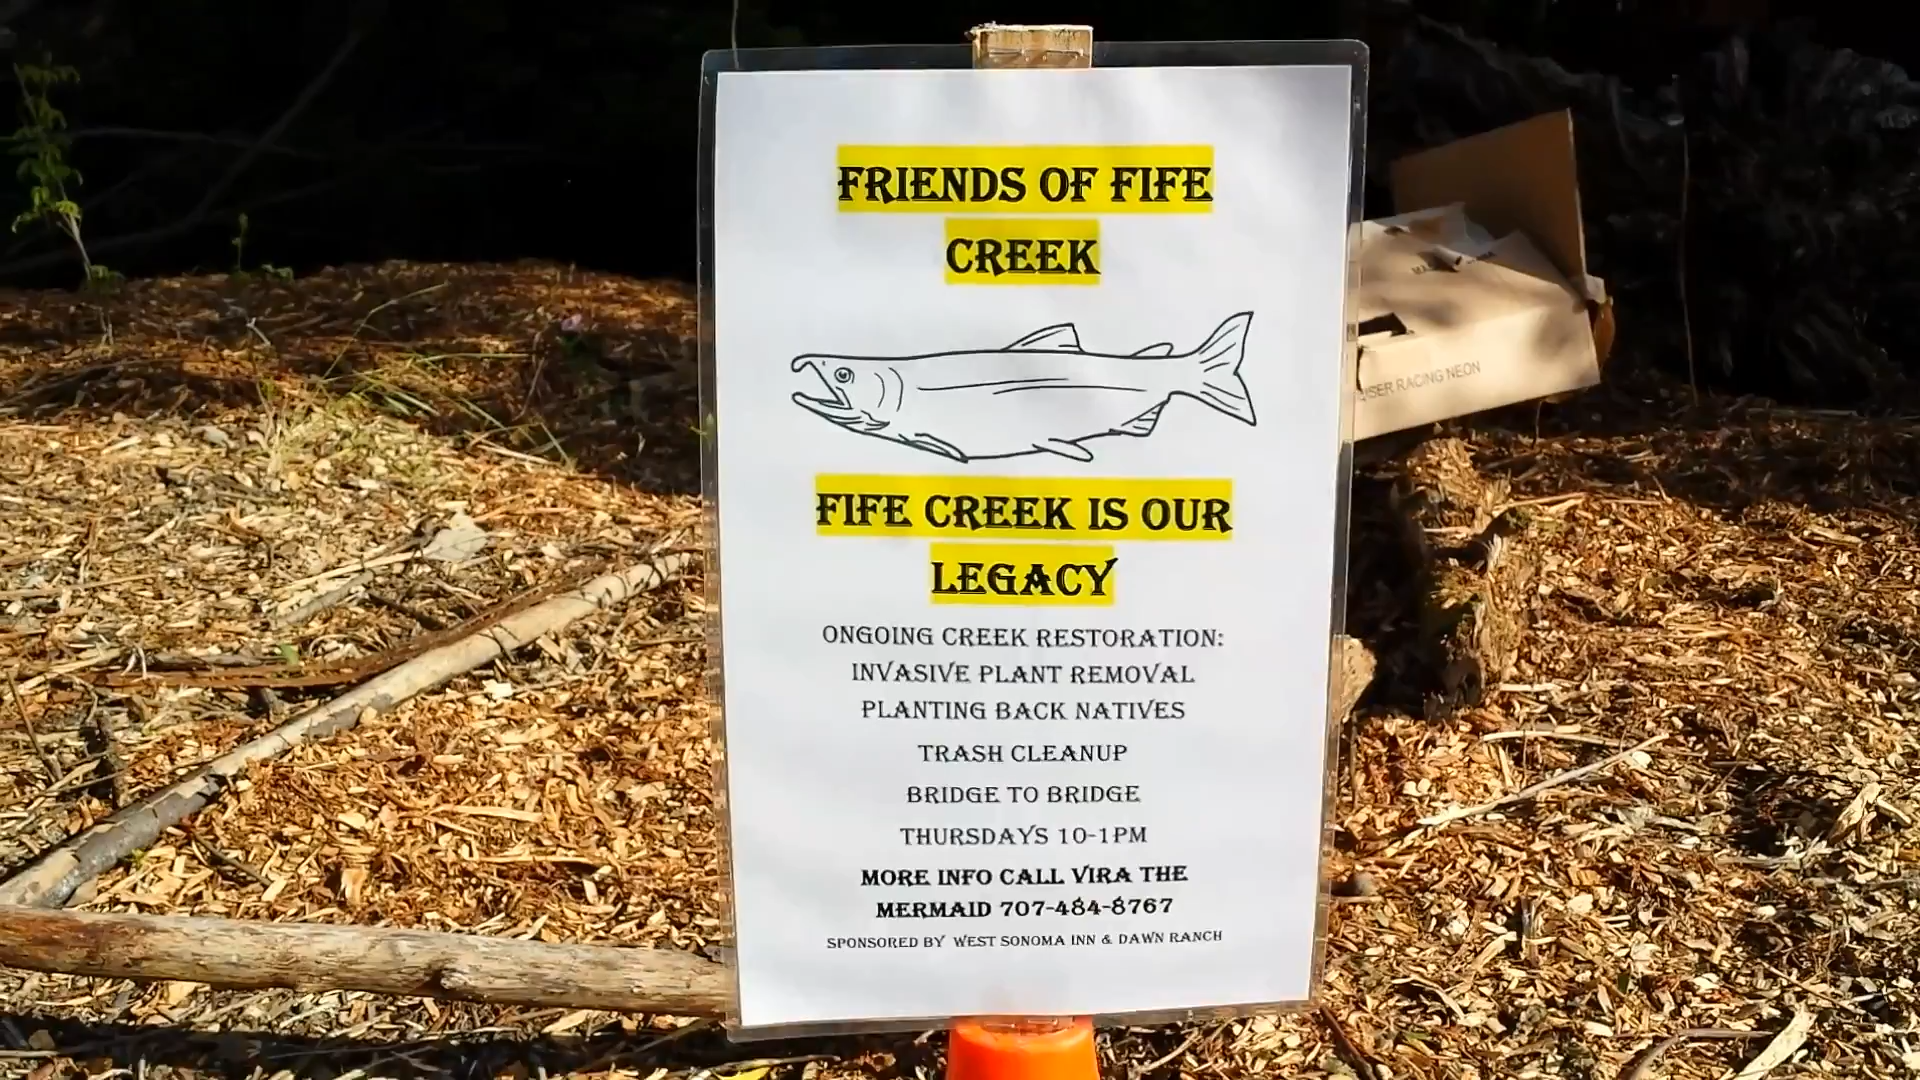 FRIENDS OF FIFE
CREEK
FIFE CREEK IS OUR
LEGACY
ONGOING CREEK RESTORATION:
INVASIVE PLANT REMOVAL
PLANTING BACK NATIVES
TRASH CLEANUP
BRIDGE TO BRIDGE
THURSDAYS 10-1PM
MORE INFO CALL VIRA THE
MERMAID 707-484-8767
SPONSORED BY WEST SONOMA INN & DAWN RANCH
RACING NEON